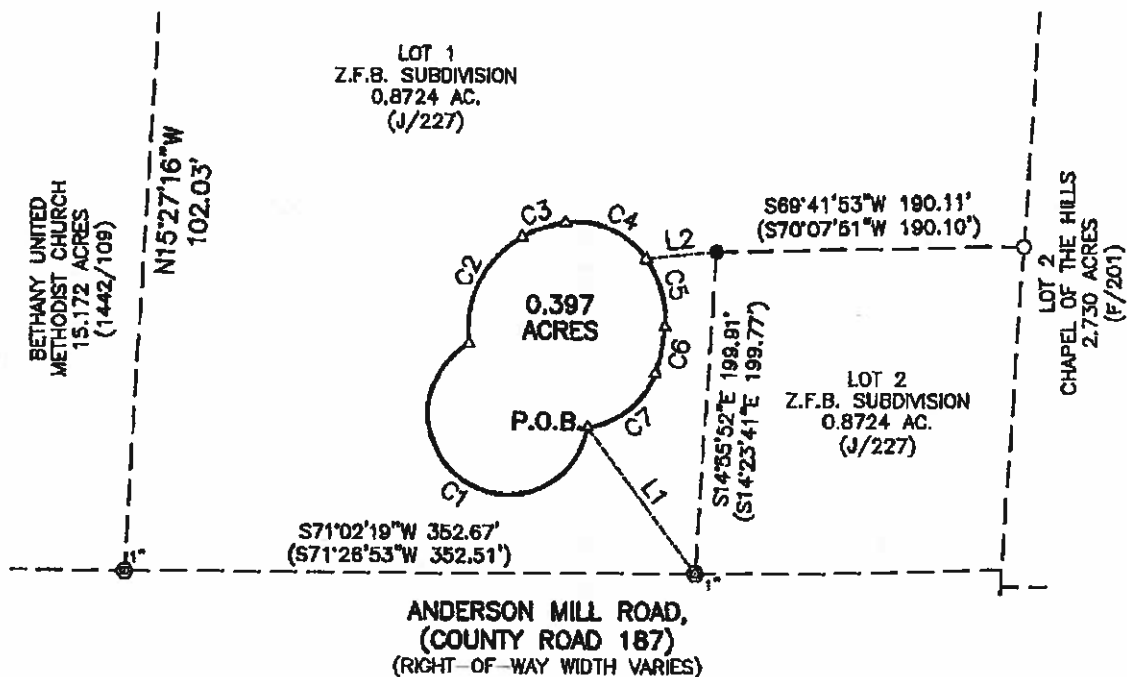 LOT 1
Z.F.B. SUBDIVISION
0.8724 AC.
(J/227)
BETHANY UNITED
METHODIST CHURCH
15.172 ACRES
(1442/109)
N15°27'16"W
102.03'
C3
C4
C2
L2
C5
0.397
ACRES
C6
C7
P.O.B.
C1
L1
S69°41'53"W 190.11'
(S70°07'51"W 190.10')
LOT 2
CHAPEL OF THE HILLS
2.730 ACRES
(F/201)
S14°55'52"E 199.91'
(S14°23'41"E 199.77')
LOT 2
Z.F.B. SUBDIVISION
0.8724 AC.
(J/227)
S71°02'19"W 352.67'
(S71°26'53"W 352.51')
1"
1"
ANDERSON MILL ROAD,
(COUNTY ROAD 187)
(RIGHT-OF-WAY WIDTH VARIES)